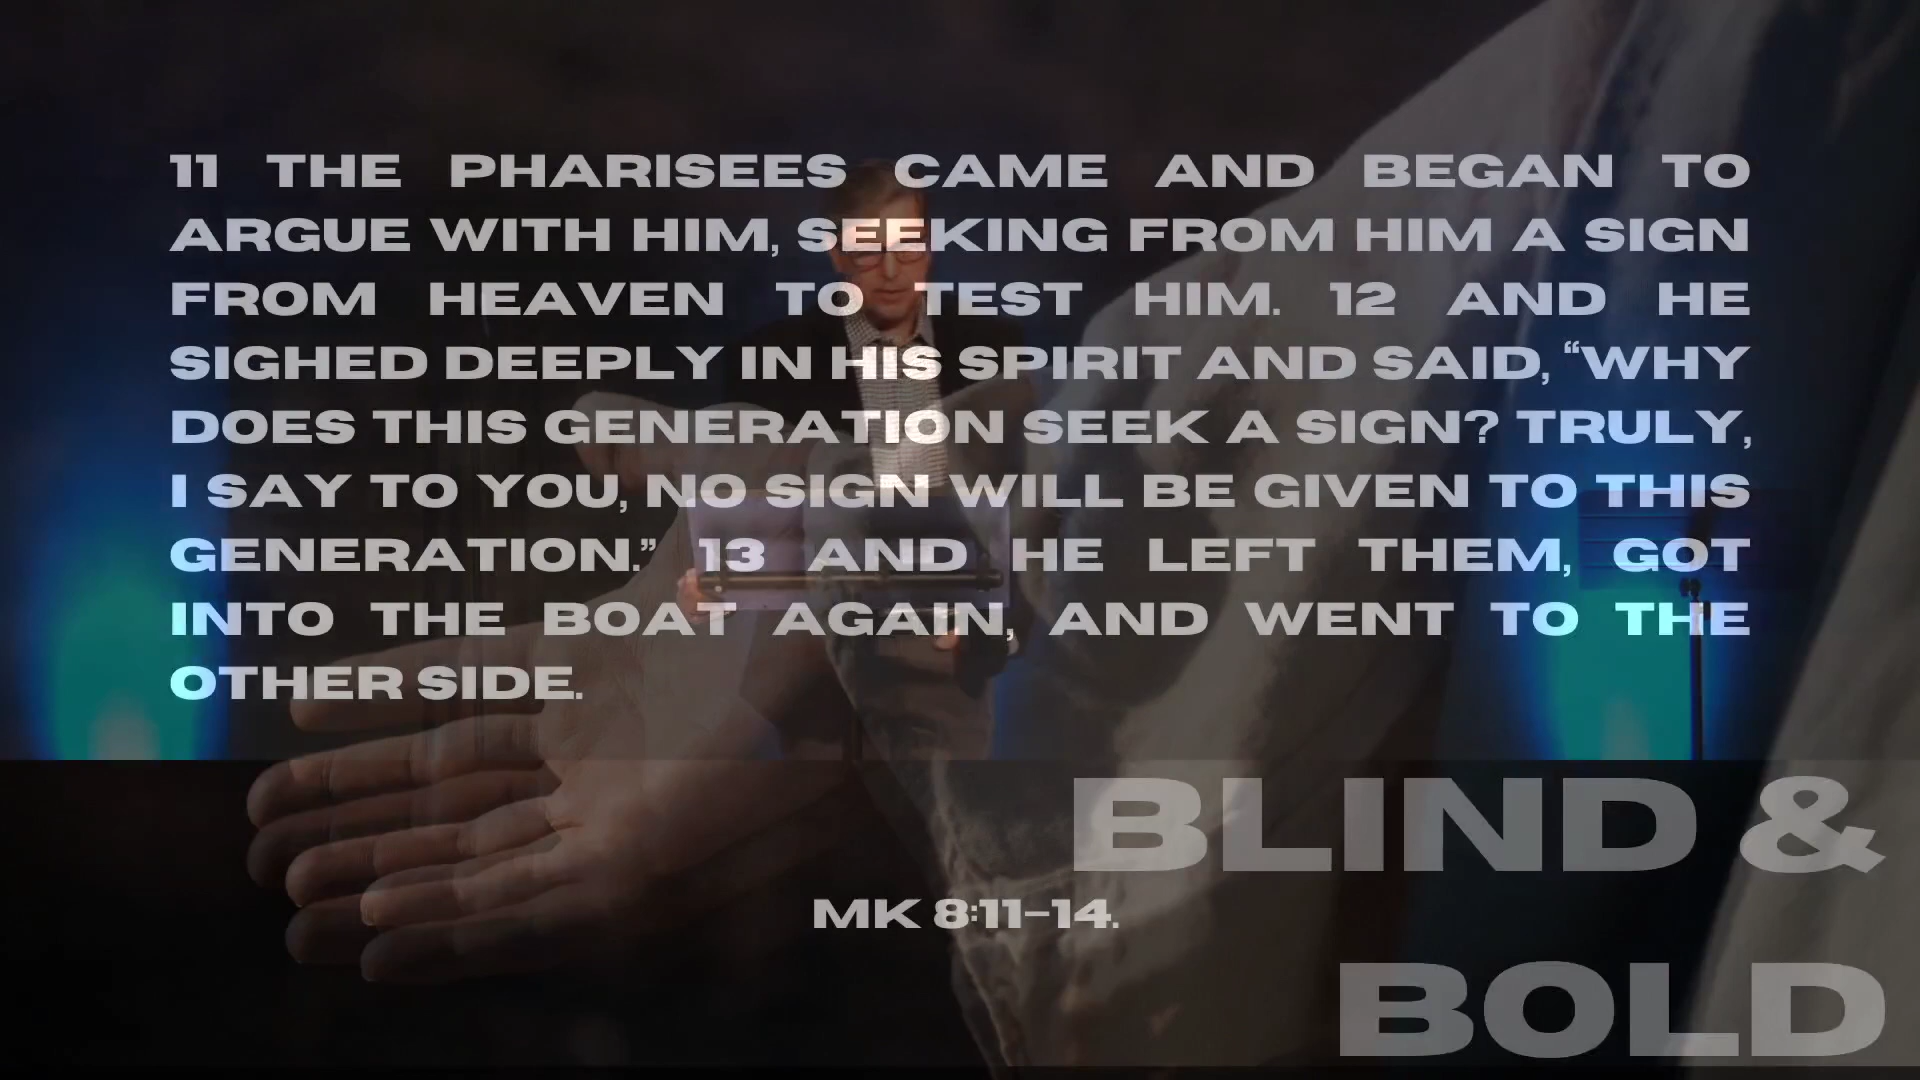 11 THE PHARISEES CAME AND BEGAN TO
ARGUE WITH HIM, SEEKING FROM HIM A SIGN
FROM HEAVEN TO TEST HIM. 12 AND HE
SIGHED DEEPLY IN HIS SPIRIT AND SAID, “WHY
DOES THIS GENERATION SEEK A SIGN? TRULY,
I SAY TO YOU, NO SIGN WILL BE GIVEN TO THIS
GENERATION.” 13 AND HE LEFT THEM, GOT
INTO THE BOAT AGAIN, AND WENT TO THE
OTHER SIDE.
MK 8:11–14.
BLIND &
BOLD